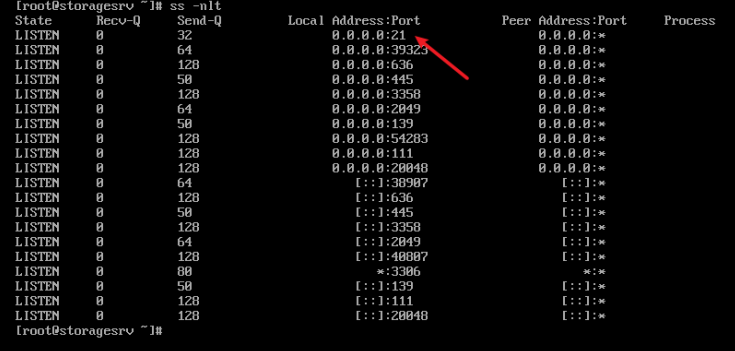 [root@storagesrv ~]# ss -nlt
State Recv-Q Send-Q Local Address:Port Peer Address:Port Process
LISTEN 0 32 0.0.0.0:21 0.0.0.0:*
LISTEN 0 64 0.0.0.0:39323 0.0.0.0:*
LISTEN 0 128 0.0.0.0:636 0.0.0.0:*
LISTEN 0 50 0.0.0.0:445 0.0.0.0:*
LISTEN 0 128 0.0.0.0:3358 0.0.0.0:*
LISTEN 0 64 0.0.0.0:2049 0.0.0.0:*
LISTEN 0 50 0.0.0.0:139 0.0.0.0:*
LISTEN 0 128 0.0.0.0:54283 0.0.0.0:*
LISTEN 0 128 0.0.0.0:111 0.0.0.0:*
LISTEN 0 128 0.0.0.0:20048 0.0.0.0:*
LISTEN 0 64 [::]:38907 [::]:*
LISTEN 0 128 [::]:636 [::]:*
LISTEN 0 50 [::]:445 [::]:*
LISTEN 0 128 [::]:3358 [::]:*
LISTEN 0 64 [::]:2049 [::]:*
LISTEN 0 128 [::]:40807 [::]:*
LISTEN 0 80 *:3306 *:*
LISTEN 0 50 [::]:139 [::]:*
LISTEN 0 128 [::]:111 [::]:*
LISTEN 0 128 [::]:20048 [::]:*
[root@storagesrv ~]#